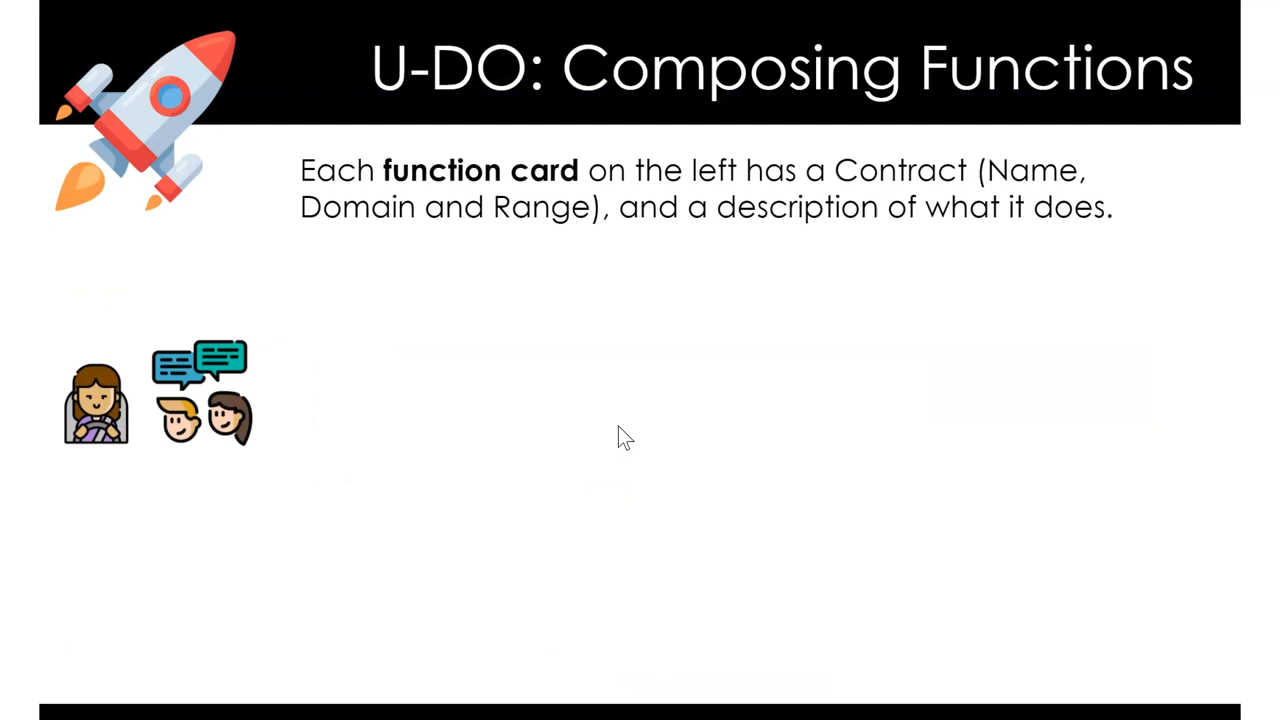 U-DO: Composing Functions
Each function card on the left has a Contract (Name,
Domain and Range), and a description of what it does.